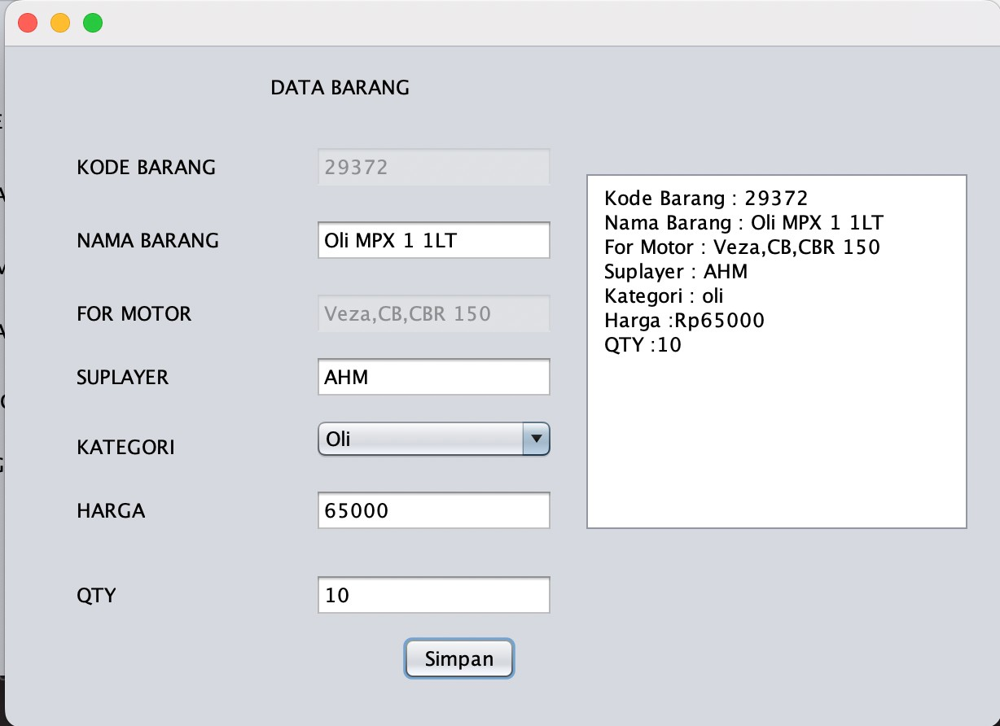 DATA BARANG
KODE BARANG
29372
NAMA BARANG
Oli MPX 1 1LT
FOR MOTOR
Veza,CB,CBR 150
SUPLAYER
AHM
KATEGORI
Oli
HARGA
65000
QTY
10
Simpan
Kode Barang : 29372
Nama Barang : Oli MPX 1 1LT
For Motor : Veza,CB,CBR 150
Suplayer : AHM
Kategori : oli
Harga :Rp65000
QTY :10